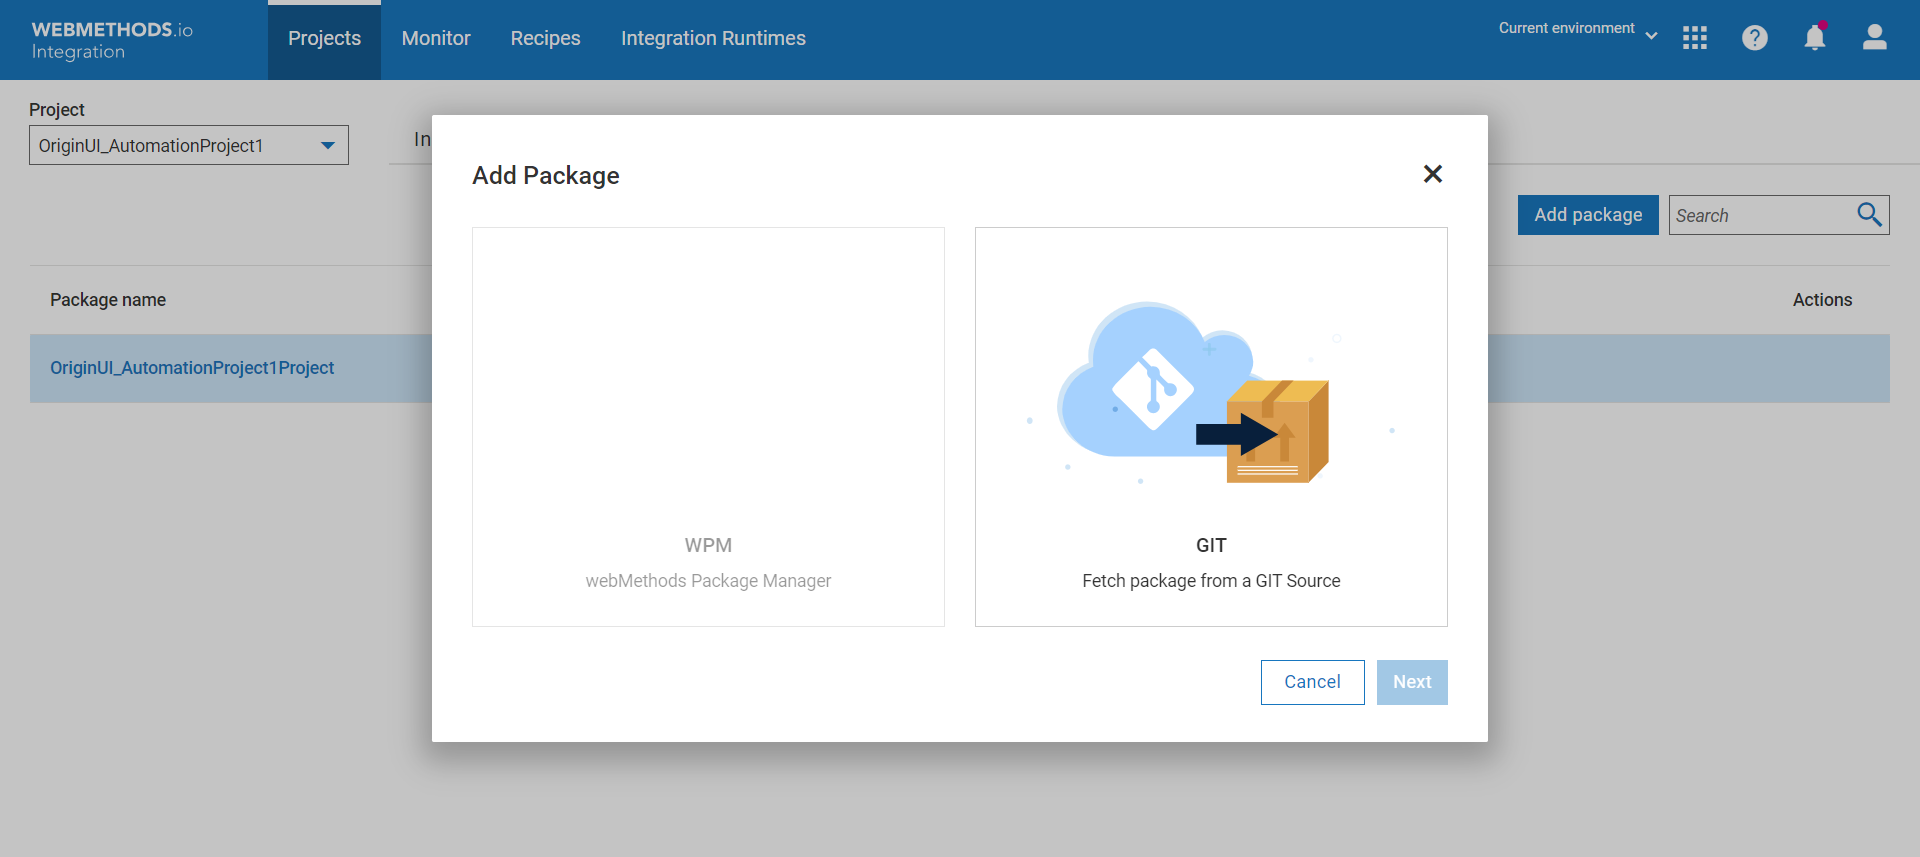 WEBMETHODS.io
Integration
Projects
Monitor
Recipes
Integration Runtimes
Current environment
Project
OriginUI_AutomationProject1
In
Add package
Search
Package name
Actions
OriginUI_AutomationProject1Project
Add Package
WPM
webMethods Package Manager
GIT
Fetch package from a GIT Source
Cancel
Next